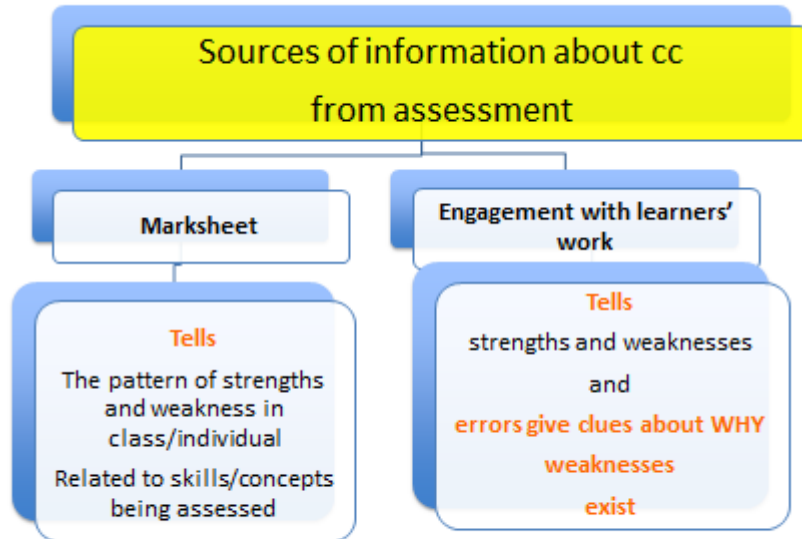 Sources of information about cc
from assessment
Marksheet
Engagement with learners’
work
Tells
The pattern of strengths
and weakness in
class/individual
Related to skills/concepts
being assessed
Tells
strengths and weaknesses
and
errors give clues about WHY
weaknesses
exist